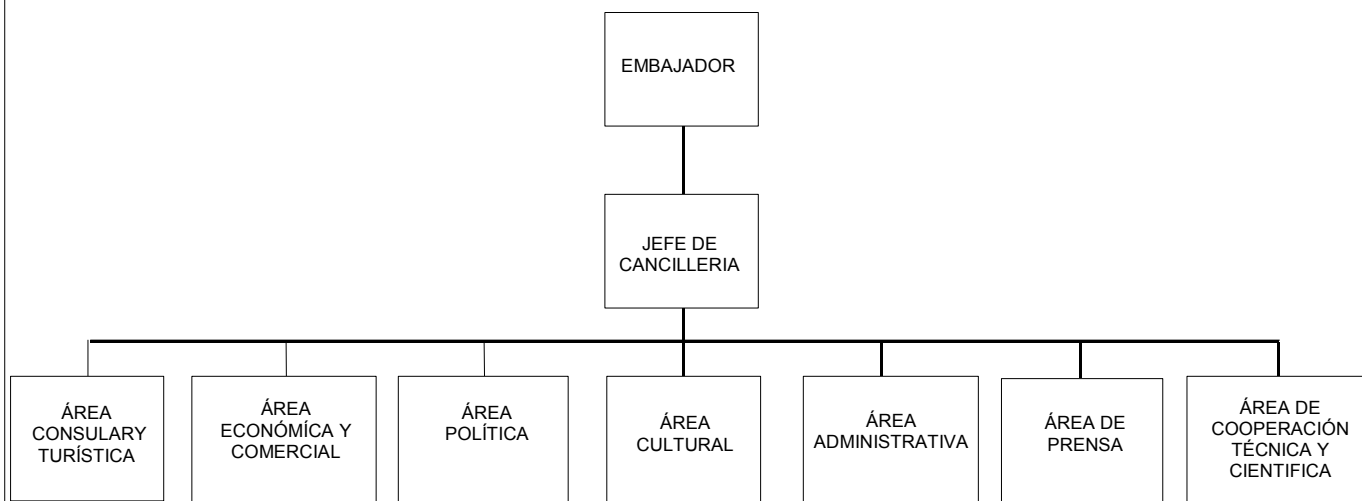 EMBAJADOR
JEFE DE
CANCILLERIA
ÁREA
CONSULARY
TURÍSTICA
ÁREA
ECONÓMÍCA Y
COMERCIAL
ÁREA
POLÍTICA
ÁREA
CULTURAL
ÁREA
ADMINISTRATIVA
ÁREA DE
PRENSA
ÁREA DE
COOPERACIÓN
TÉCNICA Y
CIENTIFICA